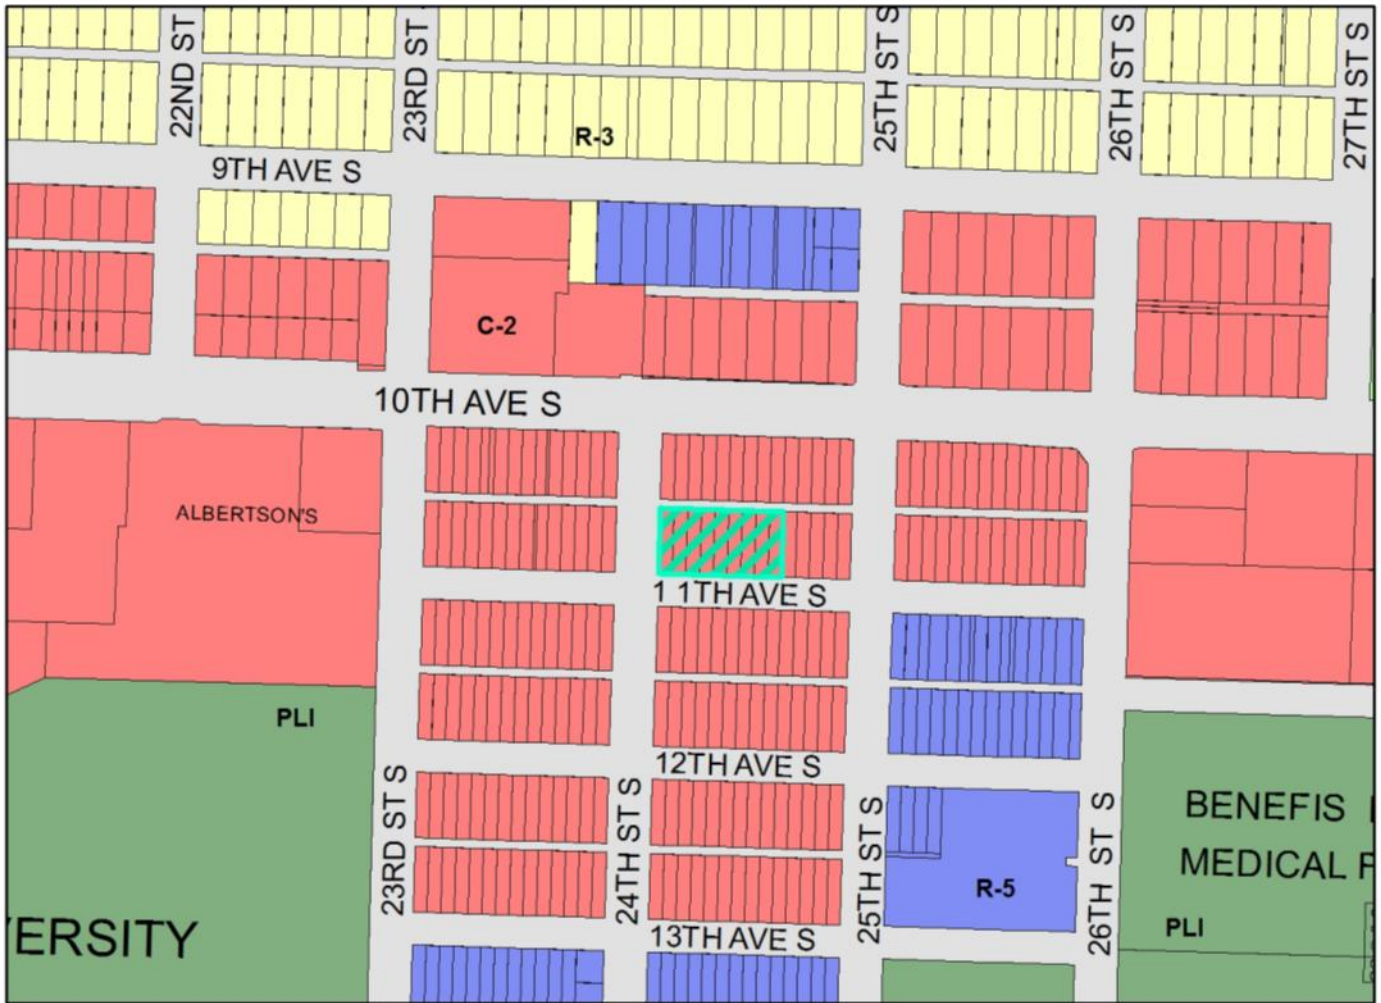 22ND ST
23RD ST
25TH ST S
26TH ST S
27TH ST S
R-3
9TH AVE S
C-2
10TH AVE S
ALBERTSON'S
1 1TH AVE S
PLI
12TH AVE S
23RD ST S
24TH ST S
25TH ST S
26TH ST S
BENEFIS
MEDICAL
R-5
PLI
VERSITY
13TH AVE S